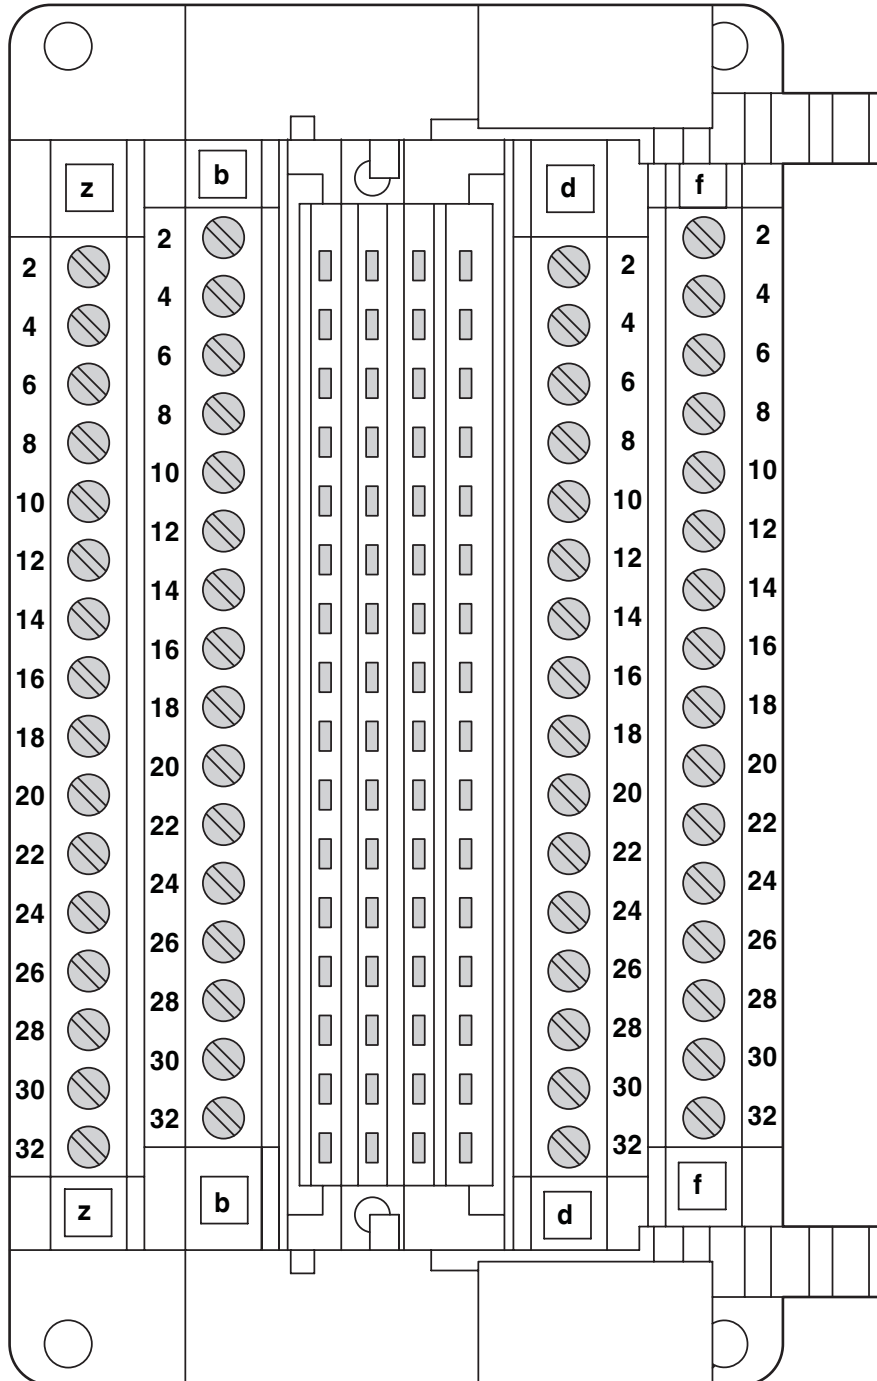 z b d f
2 2 2 2
4 4 4 4
6 6 6 6
8 8 8 8
10 10 10 10
12 12 12 12
14 14 14 14
16 16 16 16
18 18 18 18
20 20 20 20
22 22 22 22
24 24 24 24
26 26 26 26
28 28 28 28
30 30 30 30
32 32 32 32
z b d f